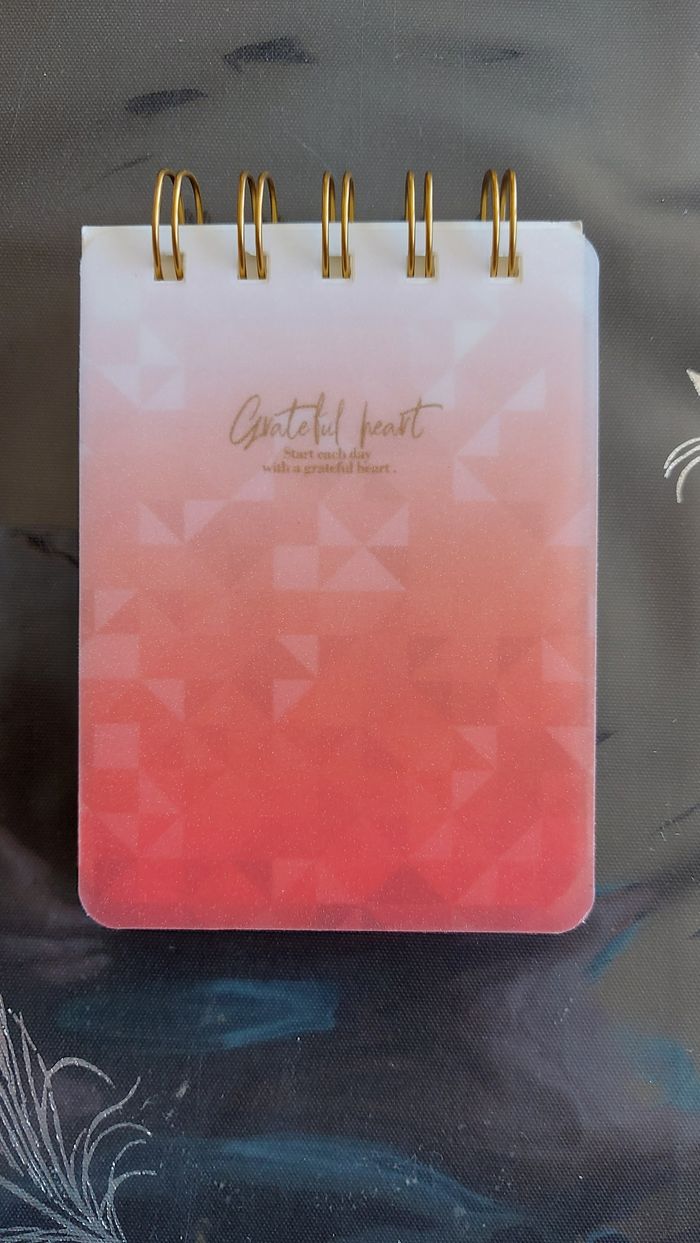 Grateful heart
Start each day
with a grateful heart .